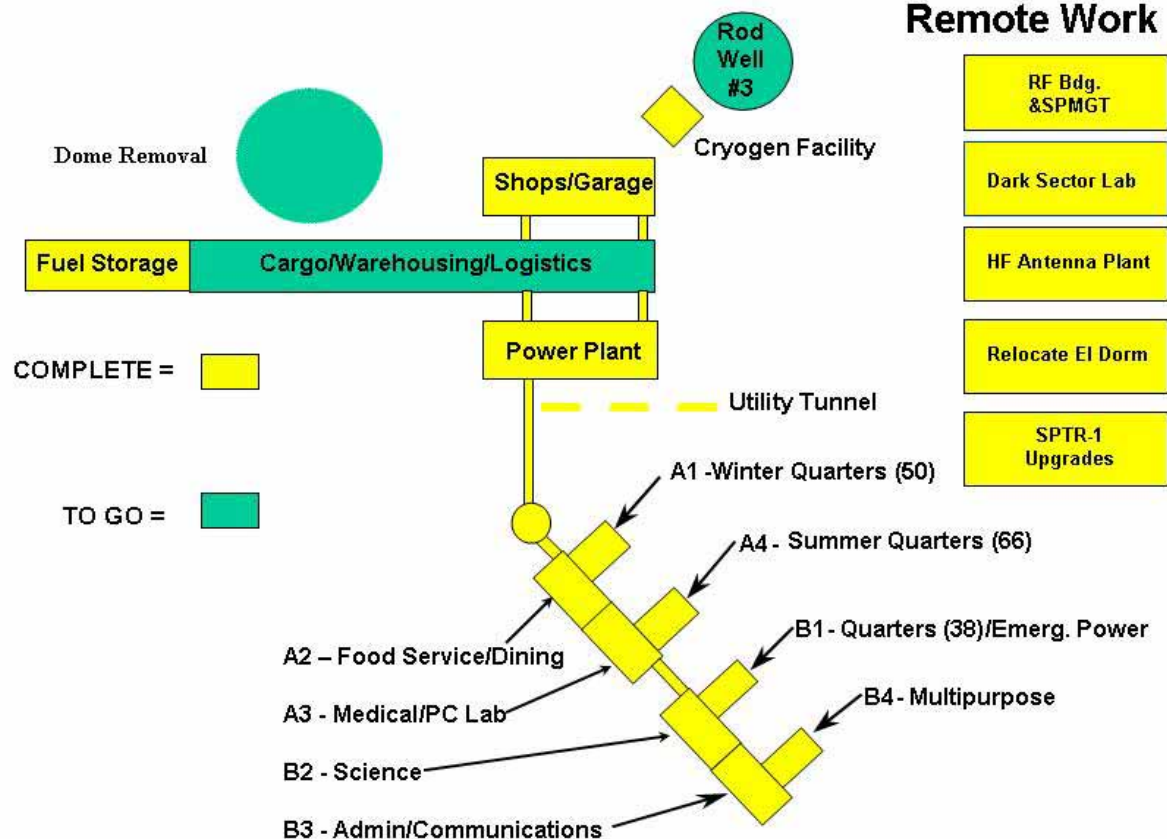 Remote Work
Rod
Well
#3
Cryogen Facility
Dome Removal
Shops/Garage
Fuel Storage
Cargo/Warehousing/Logistics
Power Plant
COMPLETE =
TO GO =
Utility Tunnel
A1 -Winter Quarters (50)
A4- Summer Quarters (66)
B1- Quarters (38)/Emerg. Power
B4- Multipurpose
A2 – Food Service/Dining
A3 - Medical/PC Lab
B2 - Science
B3 - Admin/Communications
RF Bdg.
&SPMGT
Dark Sector Lab
HF Antenna Plant
Relocate El Dorm
SPTR-1
Upgrades